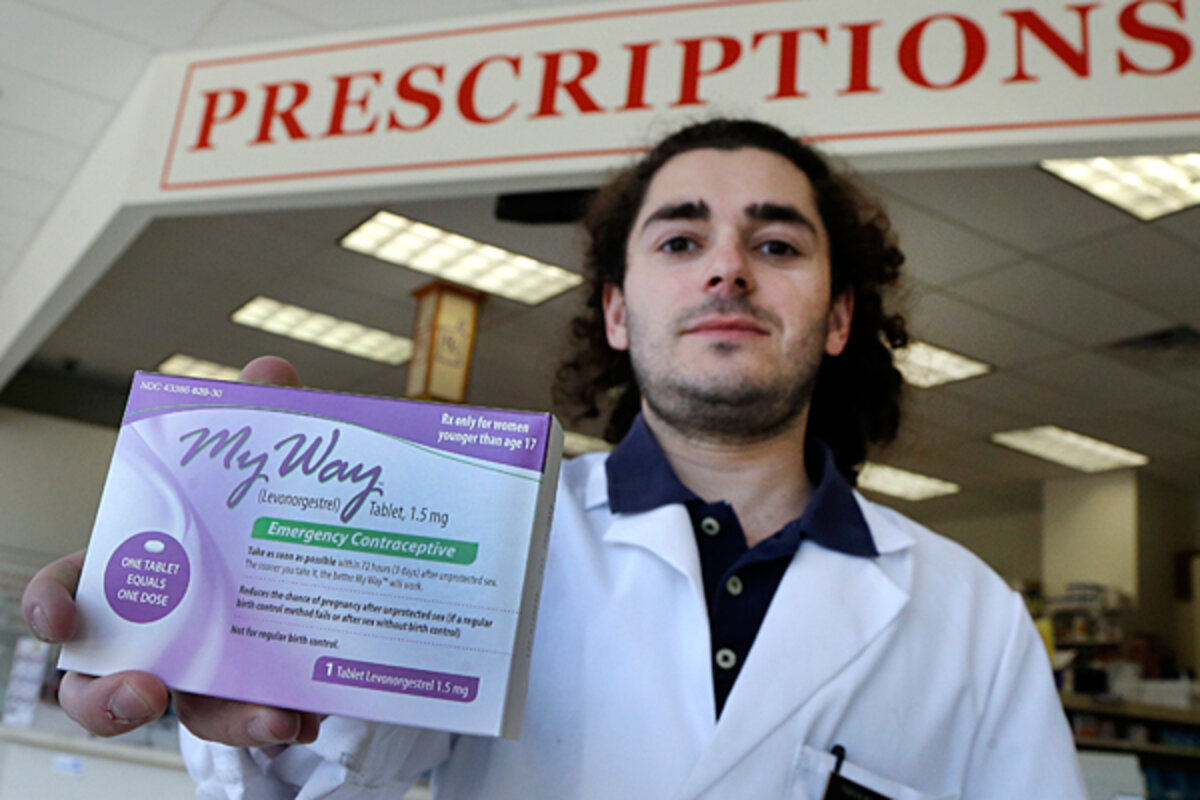 PRESCRIPTIONS
NDC 43386-620-30
Rx only for women
younger than age 17
My Way™
(Levonorgestrel) Tablet, 1.5 mg
Emergency Contraceptive
Take as soon as possible within 72 hours (3 days) after unprotected sex.
The sooner you take it, the better My Way™ will work.
ONE TABLET
EQUALS
ONE DOSE
Reduces the chance of pregnancy after unprotected sex (if a regular
birth control method fails or after sex without birth control)
Not for regular birth control.
1 Tablet Levonorgestrel 1.5 mg